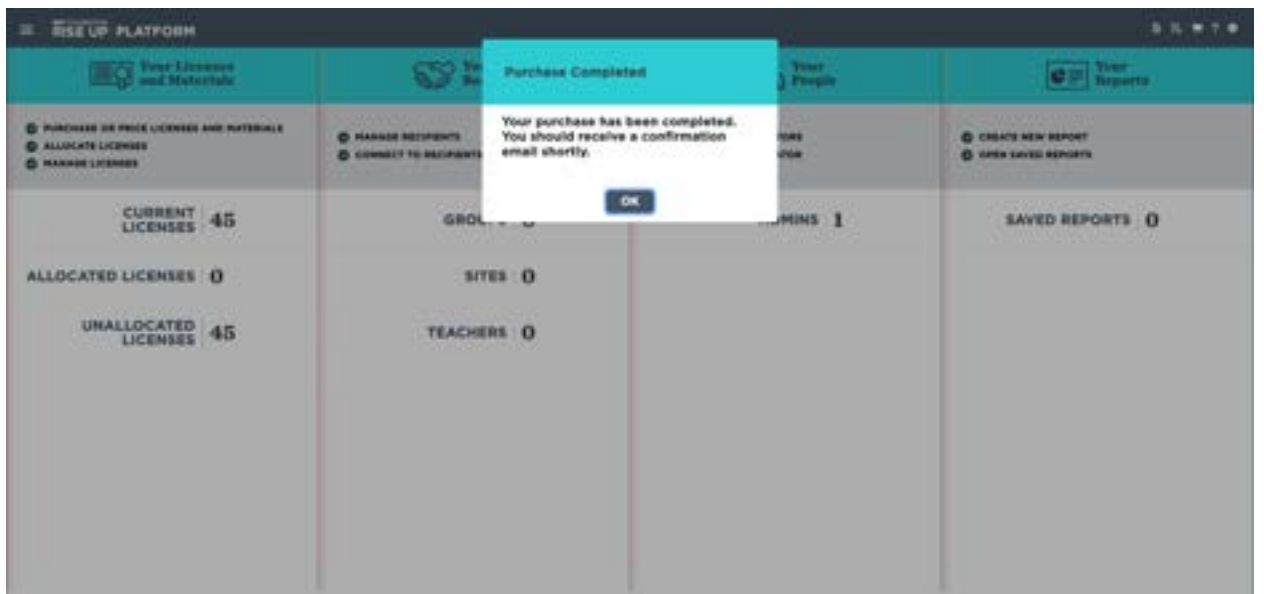 RISE UP PLATFORM
Your Licenses
and Materials
Purchase Completed
Your
People
Your
Reports
PURCHASE OR PRICE LICENSES AND MATERIALS
ALLOCATE LICENSES
MANAGE LICENSES
MANAGE RECIPIENTS
CONNECT TO RECIPIENTS
Your purchase has been completed.
You should receive a confirmation
email shortly.
OK
CREATE NEW REPORT
OPEN SAVED REPORTS
CURRENT
LICENSES 45
ADMINS 1
SAVED REPORTS 0
ALLOCATED LICENSES 0
SITES 0
UNALLOCATED
LICENSES 45
TEACHERS 0